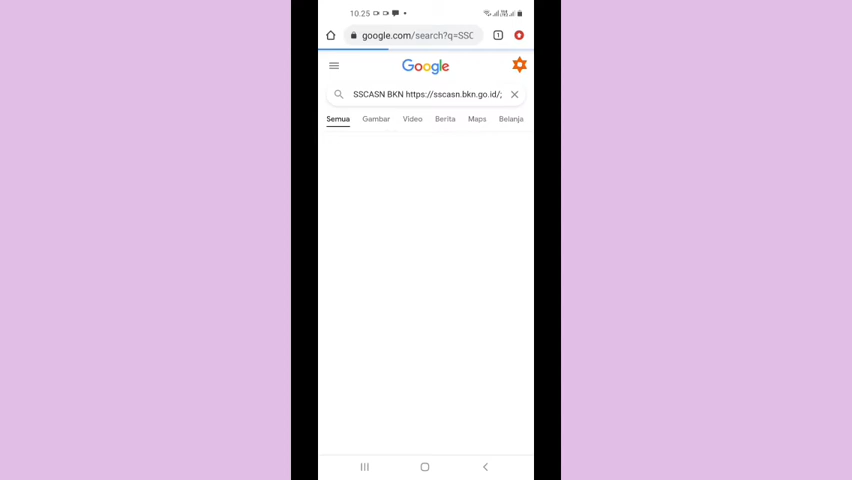 10.25
google.com/search?q=SSC
1
Google
SSCASN BKN https://sscasn.bkn.go.id/;
Semua Gambar Video Berita Maps Belanja